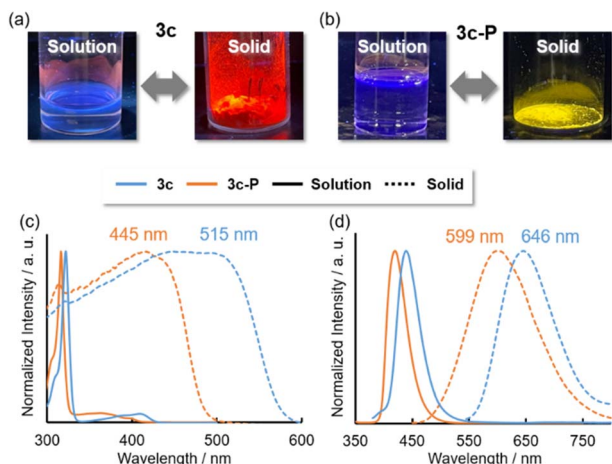 (a) 3c (b) 3c-P
Solution Solid Solution Solid
3c 3c-P Solution Solid
(c) (d)
445 nm 515 nm 599 nm 646 nm
Normalized Intensity / a. u.
300 400 500 600
Wavelength / nm
Normalized Intensity / a. u.
350 450 550 650 750
Wavelength / nm